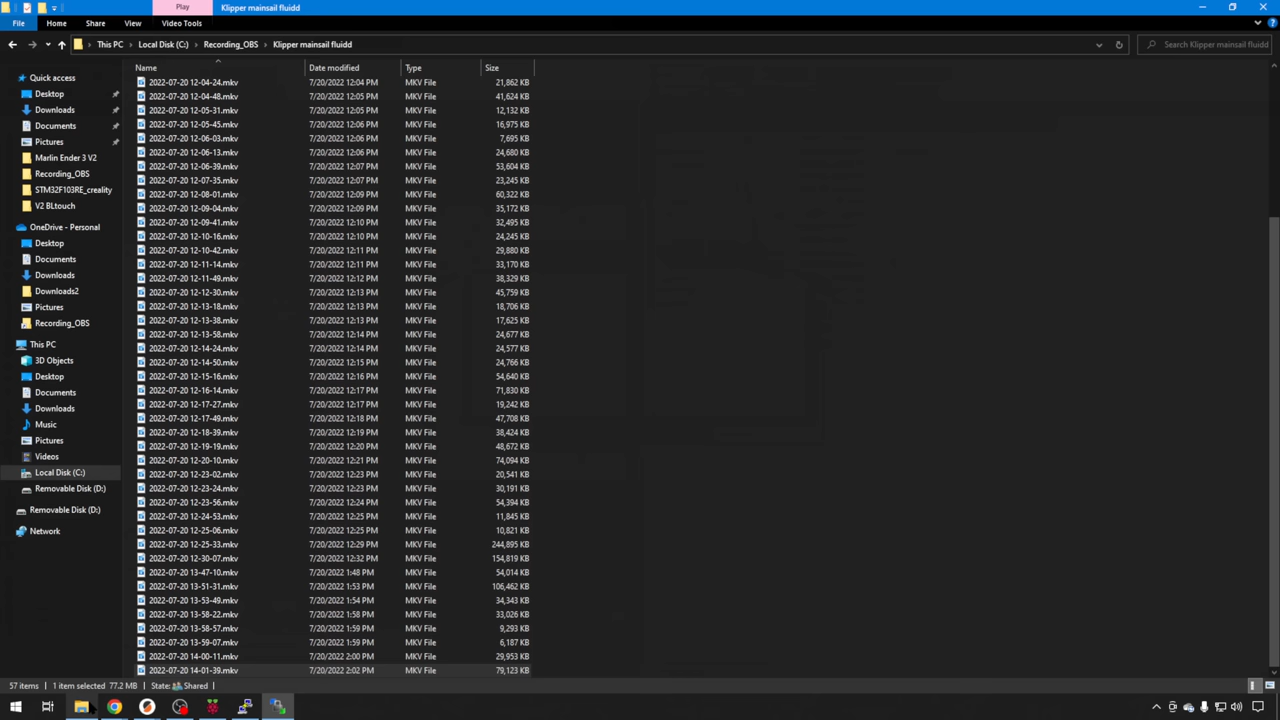 Play Klipper mainsail fluidd
File Home Share View Video Tools
This PC Local Disk (C:) Recording_OBS Klipper mainsail fluidd Search Klipper mainsail fluidd
Name Date modified Type Size
Quick access
Desktop
Downloads
Documents
Pictures
Marlin Ender 3 V2
Recording_OBS
STM32F103RE_creality
V2 BLtouch
OneDrive - Personal
Desktop
Documents
Downloads
Downloads2
Pictures
Recording_OBS
This PC
3D Objects
Desktop
Documents
Downloads
Music
Pictures
Videos
Local Disk (C:)
Removable Disk (D:)
Removable Disk (D:)
Network
2022-07-20 12-04-24.mkv 7/20/2022 12:04 PM MKV File 21,862 KB
2022-07-20 12-04-48.mkv 7/20/2022 12:05 PM MKV File 41,624 KB
2022-07-20 12-05-31.mkv 7/20/2022 12:05 PM MKV File 12,132 KB
2022-07-20 12-05-45.mkv 7/20/2022 12:06 PM MKV File 16,975 KB
2022-07-20 12-06-03.mkv 7/20/2022 12:06 PM MKV File 7,695 KB
2022-07-20 12-06-13.mkv 7/20/2022 12:06 PM MKV File 24,680 KB
2022-07-20 12-06-39.mkv 7/20/2022 12:07 PM MKV File 53,604 KB
2022-07-20 12-07-35.mkv 7/20/2022 12:07 PM MKV File 23,245 KB
2022-07-20 12-08-01.mkv 7/20/2022 12:09 PM MKV File 60,322 KB
2022-07-20 12-09-04.mkv 7/20/2022 12:09 PM MKV File 35,172 KB
2022-07-20 12-09-41.mkv 7/20/2022 12:10 PM MKV File 32,495 KB
2022-07-20 12-10-16.mkv 7/20/2022 12:10 PM MKV File 24,245 KB
2022-07-20 12-10-42.mkv 7/20/2022 12:11 PM MKV File 29,880 KB
2022-07-20 12-11-14.mkv 7/20/2022 12:11 PM MKV File 33,170 KB
2022-07-20 12-11-49.mkv 7/20/2022 12:12 PM MKV File 38,329 KB
2022-07-20 12-12-30.mkv 7/20/2022 12:13 PM MKV File 45,759 KB
2022-07-20 12-13-18.mkv 7/20/2022 12:13 PM MKV File 18,706 KB
2022-07-20 12-13-38.mkv 7/20/2022 12:13 PM MKV File 17,625 KB
2022-07-20 12-13-58.mkv 7/20/2022 12:14 PM MKV File 24,677 KB
2022-07-20 12-14-24.mkv 7/20/2022 12:14 PM MKV File 24,577 KB
2022-07-20 12-14-50.mkv 7/20/2022 12:15 PM MKV File 24,766 KB
2022-07-20 12-15-16.mkv 7/20/2022 12:16 PM MKV File 54,640 KB
2022-07-20 12-16-14.mkv 7/20/2022 12:17 PM MKV File 71,830 KB
2022-07-20 12-17-27.mkv 7/20/2022 12:17 PM MKV File 19,242 KB
2022-07-20 12-17-49.mkv 7/20/2022 12:18 PM MKV File 47,708 KB
2022-07-20 12-18-39.mkv 7/20/2022 12:19 PM MKV File 38,424 KB
2022-07-20 12-19-19.mkv 7/20/2022 12:20 PM MKV File 48,672 KB
2022-07-20 12-20-10.mkv 7/20/2022 12:21 PM MKV File 74,094 KB
2022-07-20 12-23-02.mkv 7/20/2022 12:23 PM MKV File 20,541 KB
2022-07-20 12-23-24.mkv 7/20/2022 12:23 PM MKV File 30,191 KB
2022-07-20 12-23-56.mkv 7/20/2022 12:24 PM MKV File 54,394 KB
2022-07-20 12-24-53.mkv 7/20/2022 12:25 PM MKV File 11,845 KB
2022-07-20 12-25-06.mkv 7/20/2022 12:25 PM MKV File 10,821 KB
2022-07-20 12-25-33.mkv 7/20/2022 12:29 PM MKV File 244,895 KB
2022-07-20 12-30-07.mkv 7/20/2022 12:32 PM MKV File 154,819 KB
2022-07-20 13-47-10.mkv 7/20/2022 1:48 PM MKV File 54,014 KB
2022-07-20 13-51-31.mkv 7/20/2022 1:53 PM MKV File 106,462 KB
2022-07-20 13-53-49.mkv 7/20/2022 1:54 PM MKV File 34,343 KB
2022-07-20 13-58-22.mkv 7/20/2022 1:58 PM MKV File 33,026 KB
2022-07-20 13-58-57.mkv 7/20/2022 1:59 PM MKV File 9,293 KB
2022-07-20 13-59-07.mkv 7/20/2022 1:59 PM MKV File 6,187 KB
2022-07-20 14-00-11.mkv 7/20/2022 2:00 PM MKV File 29,953 KB
2022-07-20 14-01-39.mkv 7/20/2022 2:02 PM MKV File 79,123 KB
57 items 1 item selected 77.2 MB State: Shared